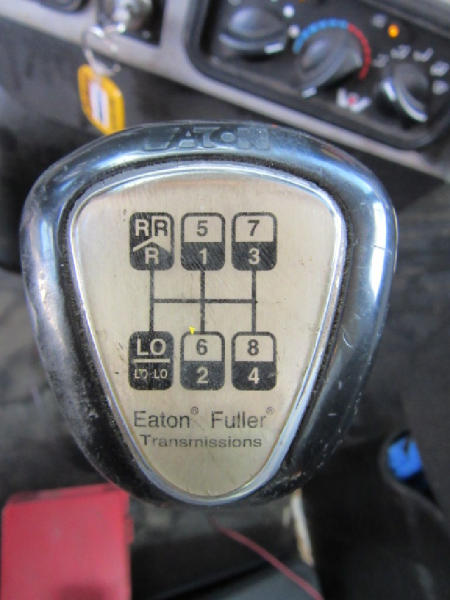 EATON
RR 5 7
R 1 3
LO 6 8
LO-LO 2 4
Eaton® Fuller®
Transmissions